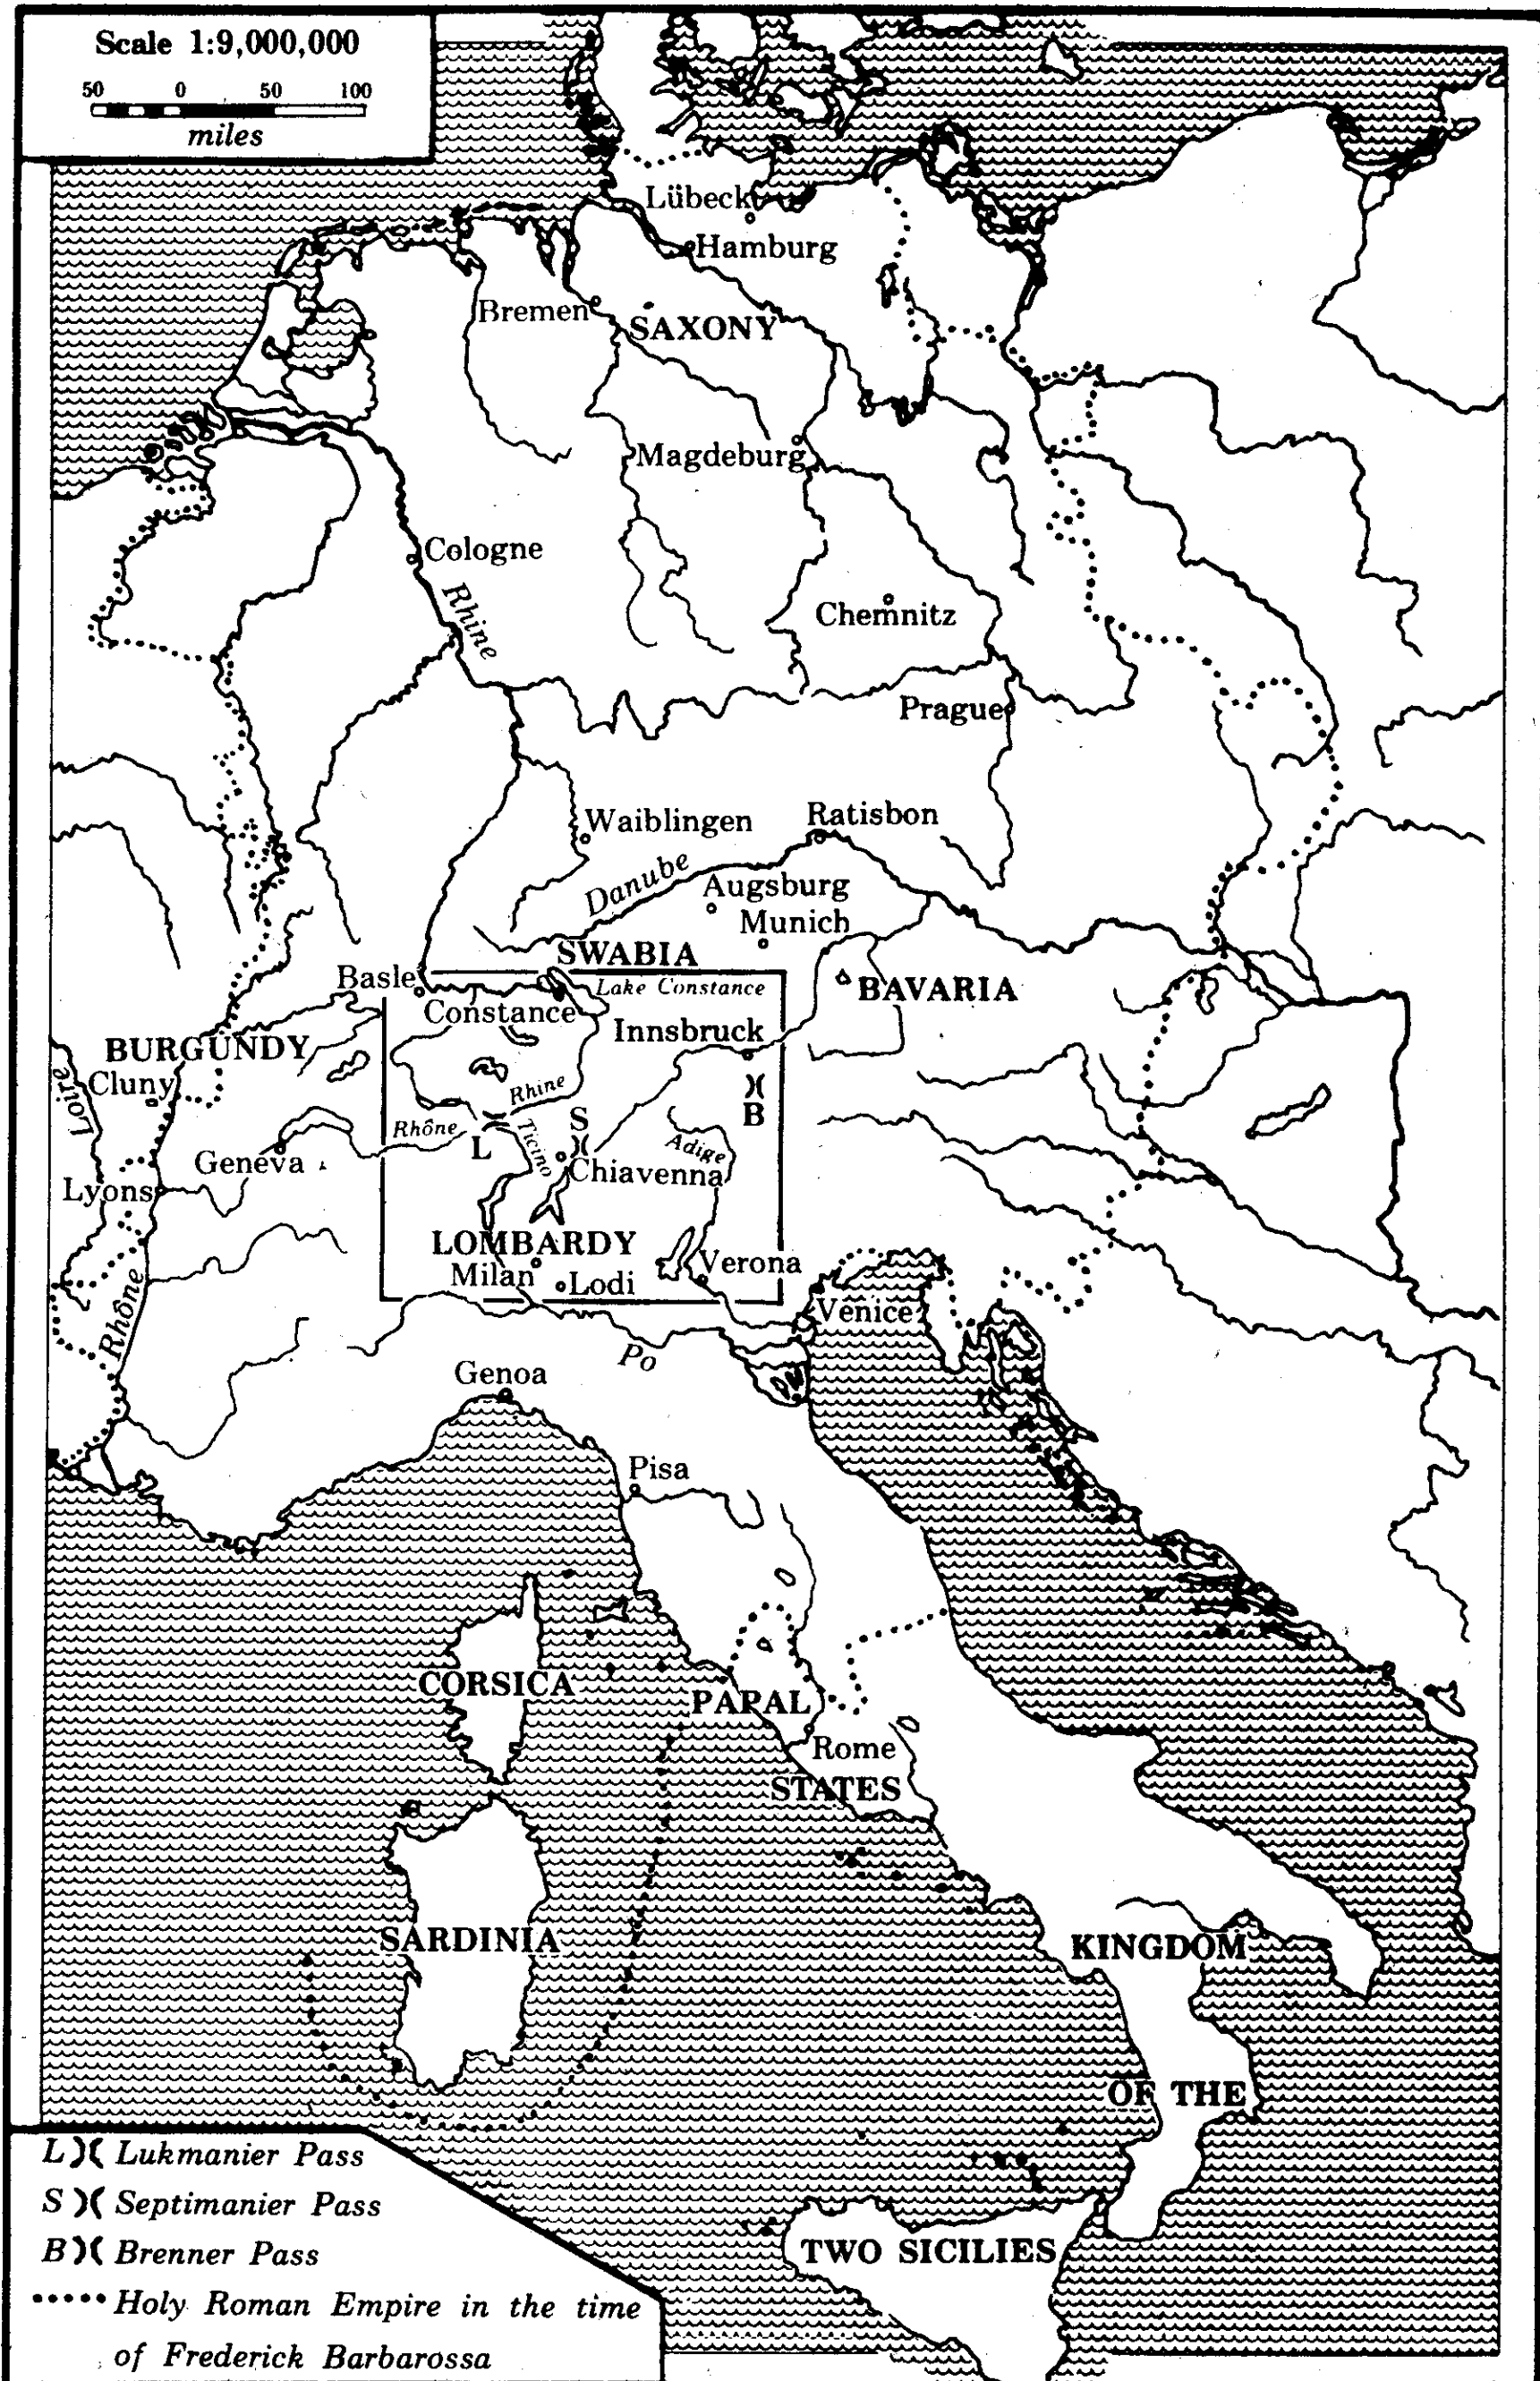 Scale 1:9,000,000
50 0 50 100
miles
Lübeck
Hamburg
Bremen
SAXONY
Magdeburg
Cologne
Rhine
Chemnitz
Prague
Waiblingen
Ratisbon
Danube
Augsburg
Munich
SWABIA
Basle
Lake Constance
BAVARIA
Constance
Innsbruck
BURGUNDY
Loire
Cluny
Rhine
B
S
Rhône
L
Ticino
Adige
Geneva
Chiavenna
Lyons
LOMBARDY
Milan
Lodi
Verona
Rhône
Venice
Po
Genoa
Pisa
CORSICA
PAPAL
Rome
STATES
SARDINIA
KINGDOM
OF THE
TWO SICILIES
L Lukmanier Pass
S Septimanier Pass
B Brenner Pass
Holy Roman Empire in the time
of Frederick Barbarossa